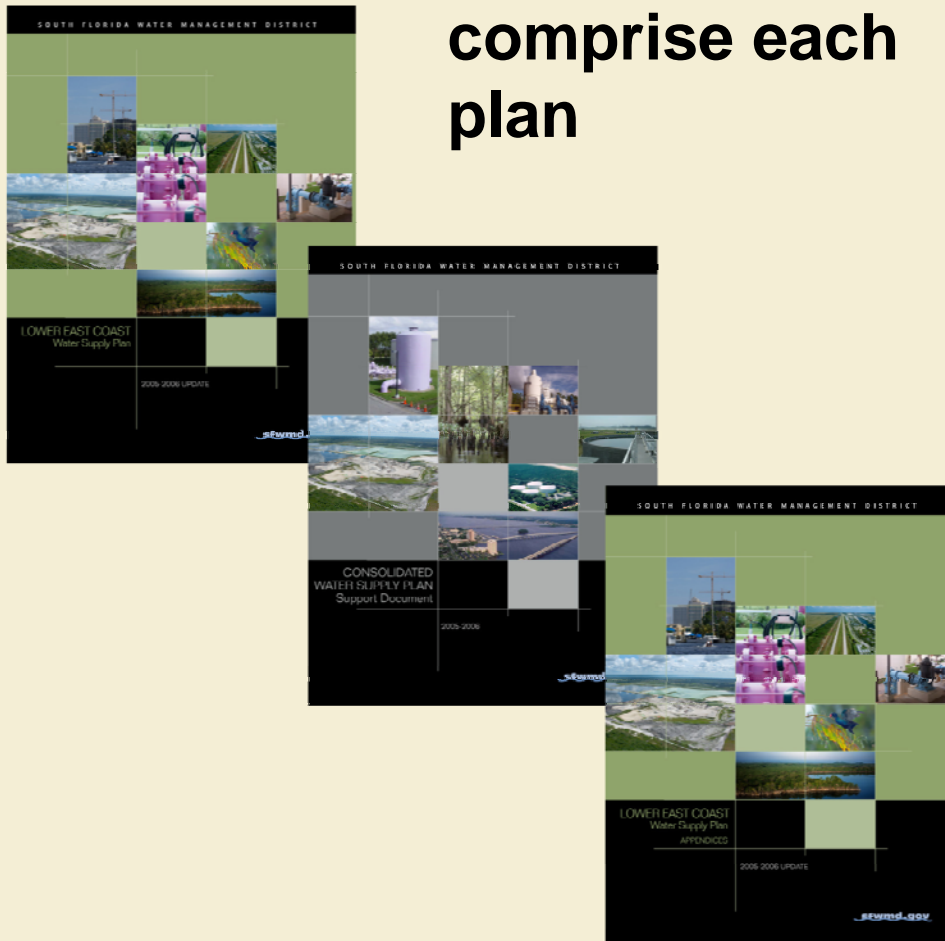 comprise each
plan
SOUTH FLORIDA WATER MANAGEMENT DISTRICT
LOWER EAST COAST
Water Supply Plan
2005-2006 UPDATE
sfwmd.
SOUTH FLORIDA WATER MANAGEMENT DISTRICT
CONSOLIDATED
WATER SUPPLY PLAN
Support Document
2005-2006
sfwmd
SOUTH FLORIDA WATER MANAGEMENT DISTRICT
LOWER EAST COAST
Water Supply Plan
APPENDICES
2005-2006 UPDATE
sfwmd.gov